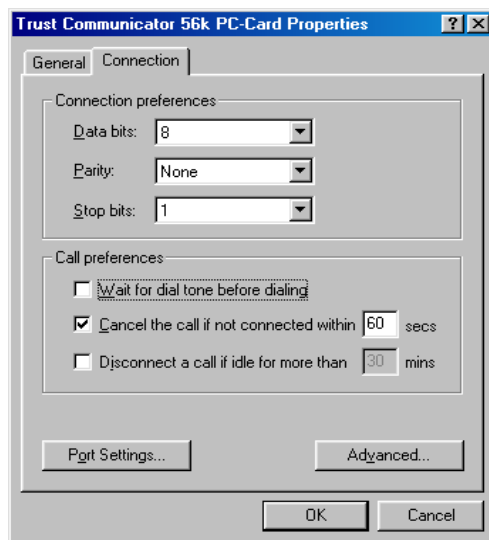 Trust Communicator 56k PC-Card Properties
General Connection
Connection preferences
Data bits: 8
Parity: None
Stop bits: 1
Call preferences
Wait for dial tone before dialing
Cancel the call if not connected within 60 secs
Disconnect a call if idle for more than 30 mins
Port Settings... Advanced...
OK Cancel